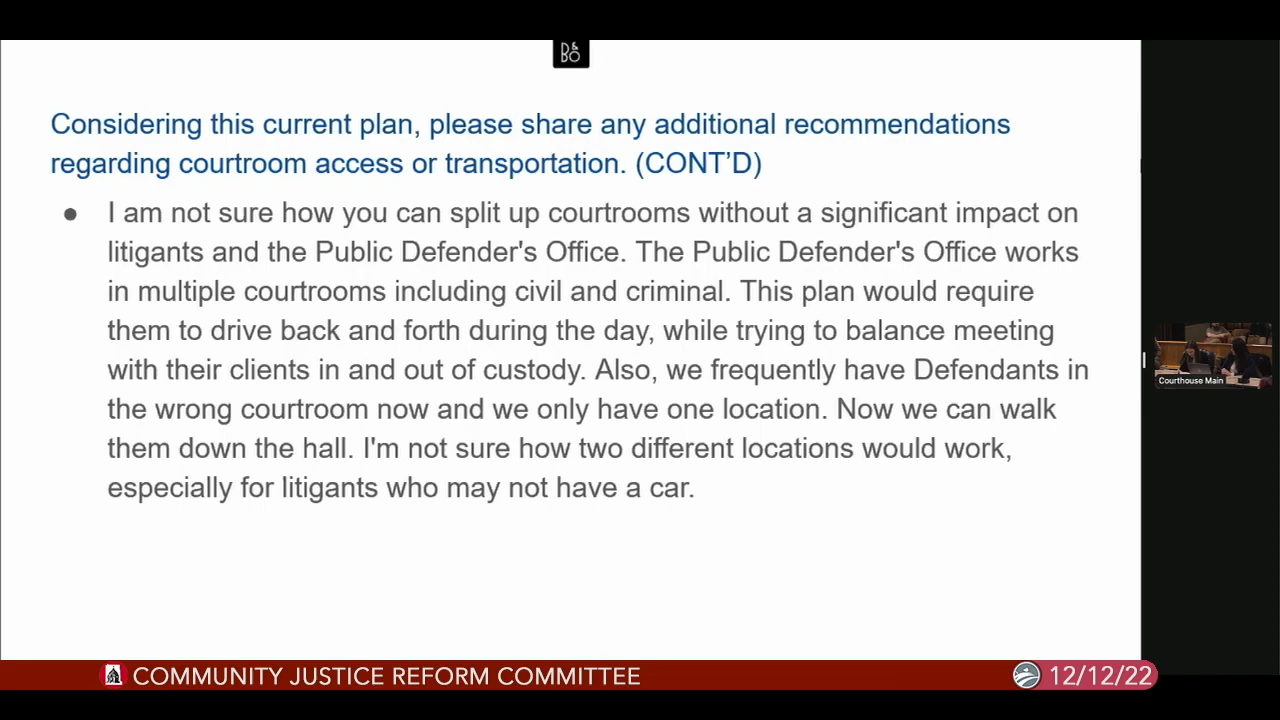 B&
BO
Considering this current plan, please share any additional recommendations
regarding courtroom access or transportation. (CONT'D)
● I am not sure how you can split up courtrooms without a significant impact on
litigants and the Public Defender's Office. The Public Defender's Office works
in multiple courtrooms including civil and criminal. This plan would require
them to drive back and forth during the day, while trying to balance meeting
with their clients in and out of custody. Also, we frequently have Defendants in
the wrong courtroom now and we only have one location. Now we can walk
them down the hall. I'm not sure how two different locations would work,
especially for litigants who may not have a car.
Courthouse Main
COMMUNITY JUSTICE REFORM COMMITTEE
12/12/22